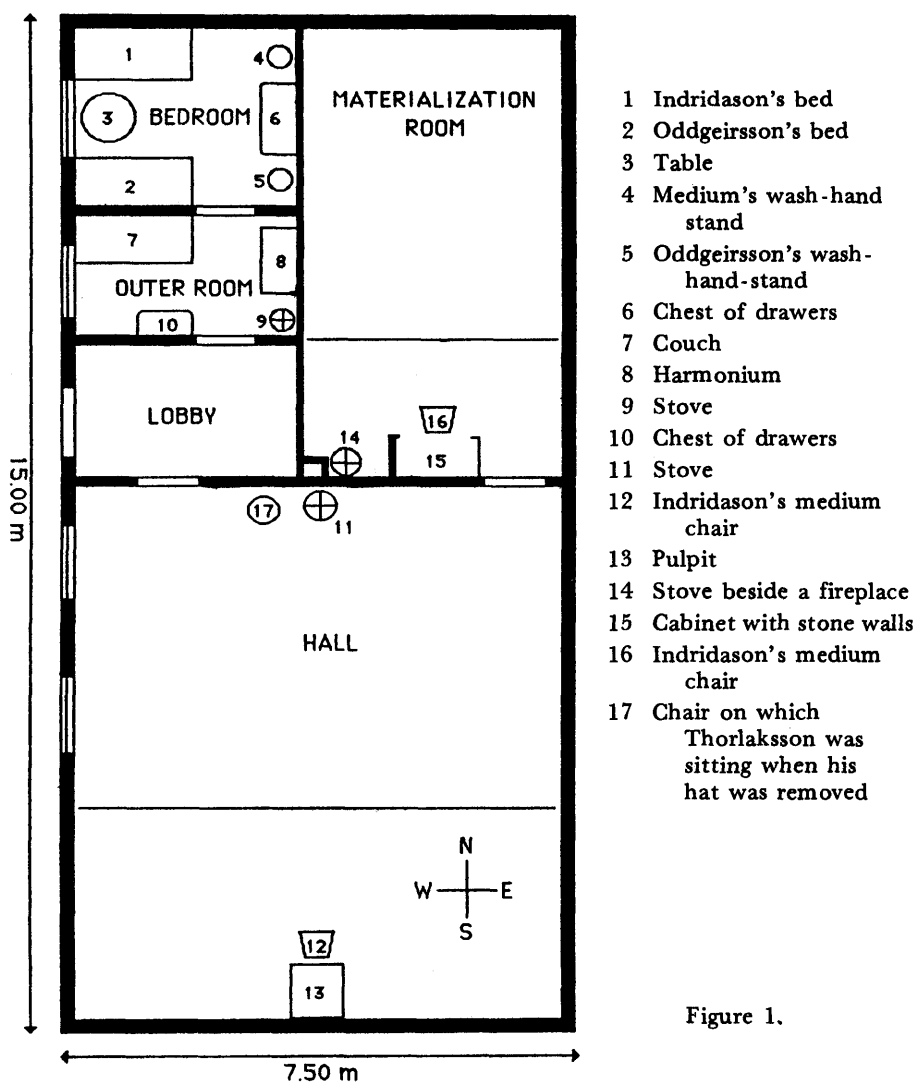 1
4
MATERIALIZATION
ROOM
3
BEDROOM
6
2
5
7
8
OUTER ROOM
10
9
LOBBY
16
14
15
17
11
HALL
N
W
E
S
12
13
15.00 m
7.50 m
1 Indridason's bed
2 Oddgeirsson's bed
3 Table
4 Medium's wash-hand
stand
5 Oddgeirsson's wash-
hand-stand
6 Chest of drawers
7 Couch
8 Harmonium
9 Stove
10 Chest of drawers
11 Stove
12 Indridason's medium
chair
13 Pulpit
14 Stove beside a fireplace
15 Cabinet with stone walls
16 Indridason's medium
chair
17 Chair on which
Thorlaksson was
sitting when his
hat was removed
Figure 1.